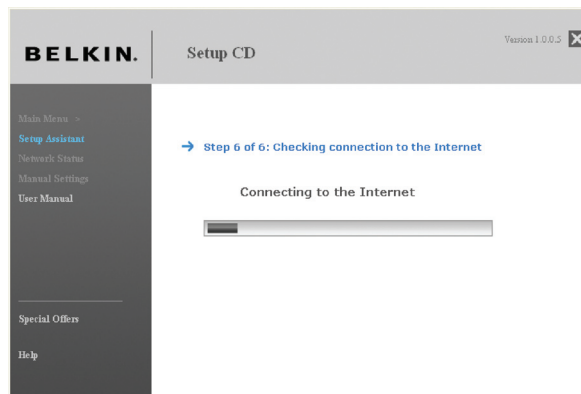 BELKIN.
Setup CD
Version 1.0.0.5
Main Menu >
Setup Assistant
Network Status
Manual Settings
User Manual
Special Offers
Help
Step 6 of 6: Checking connection to the Internet
Connecting to the Internet